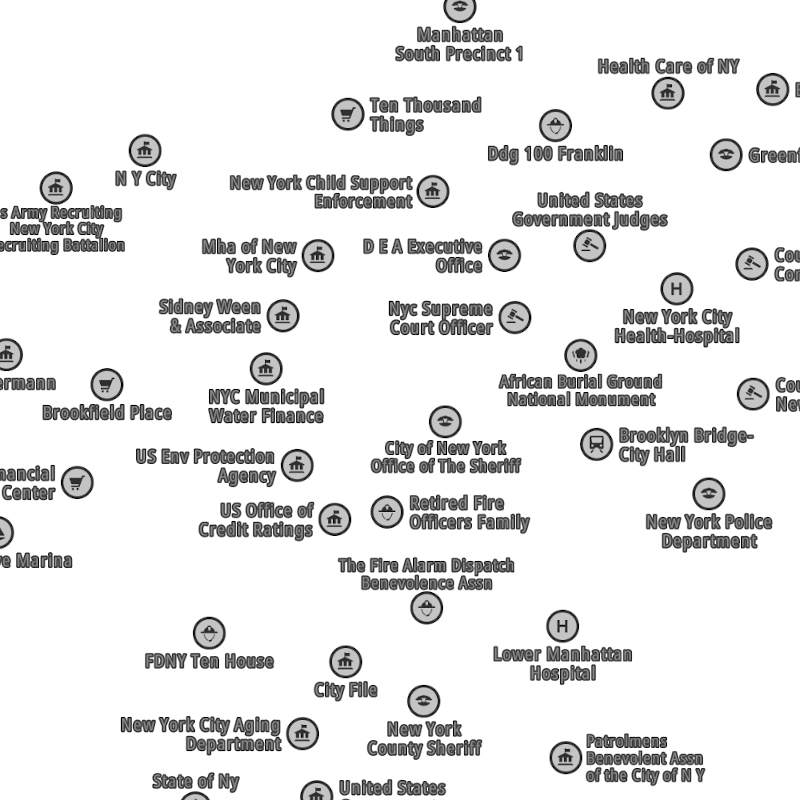 Manhattan
South Precinct 1
Health Care of NY
Ten Thousand
Things
Ddg 100 Franklin
N Y City
New York Child Support
Enforcement
United States
Government Judges
s Army Recruiting
New York City
ecruiting Battalion
Mha of New
York City
D E A Executive
Office
Sidney Ween
& Associate
Nyc Supreme
Court Officer
H
New York City
Health-Hospital
ermann
Brookfield Place
NYC Municipal
Water Finance
African Burial Ground
National Monument
City of New York
Office of The Sheriff
Brooklyn Bridge-
City Hall
US Env Protection
Agency
nancial
Center
US Office of
Credit Ratings
Retired Fire
Officers Family
New York Police
Department
e Marina
The Fire Alarm Dispatch
Benevolence Assn
FDNY Ten House
H
Lower Manhattan
Hospital
City File
New York City Aging
Department
New York
County Sheriff
Patrolmens
Benevolent Assn
of the City of N Y
State of Ny
United States